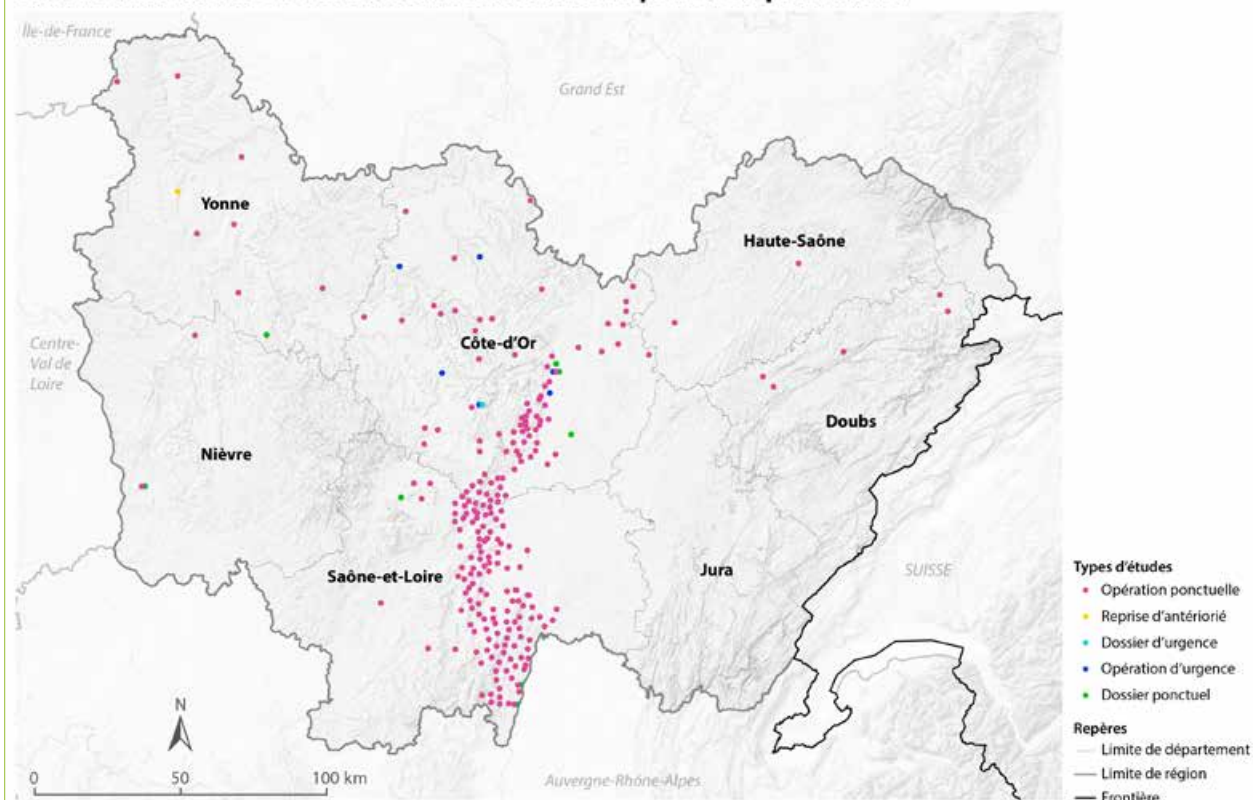 Île-de-France
Grand Est
Yonne
Haute-Saône
Centre-
Val de
Loire
Côte-d'Or
Doubs
Nièvre
Jura
SUISSE
Saône-et-Loire
Types d'études
Opération ponctuelle
Reprise d'antériorié
Dossier d'urgence
Opération d'urgence
Dossier ponctuel
N
Repères
Limite de département
Limite de région
Frontière
0 50 100 km
Auvergne-Rhône-Alpes